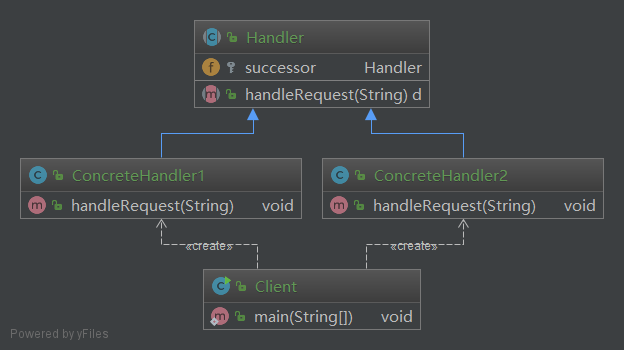 Handler
successor Handler
handleRequest(String) d
ConcreteHandler1
handleRequest(String) void
ConcreteHandler2
handleRequest(String) void
«create»
«create»
Client
main(String[]) void
Powered by yFiles